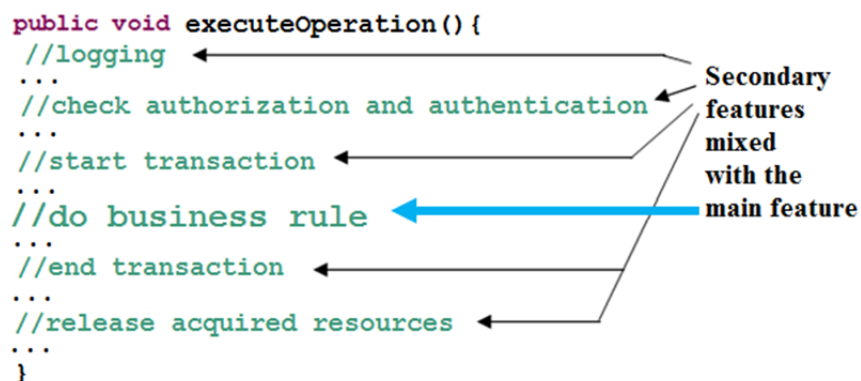 public void executeOperation(){
//logging
...
//check authorization and authentication
...
//start transaction
...
//do business rule
...
//end transaction
...
//release acquired resources
...
}
Secondary
features
mixed
with the
main feature